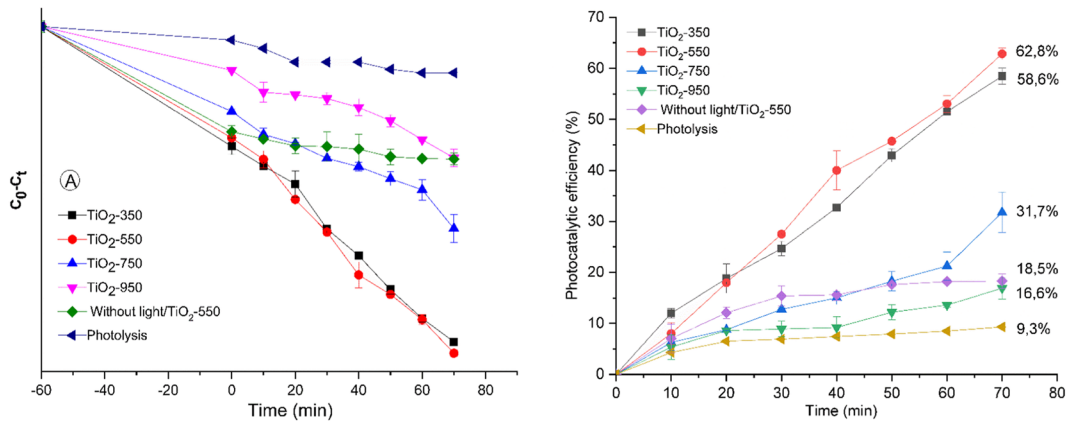 C₀-Cₜ
A
TiO₂-350
TiO₂-550
TiO₂-750
TiO₂-950
Without light/TiO₂-550
Photolysis
-60 -40 -20 0 20 40 60 80
Time (min)
Photocatalytic efficiency (%)
70
60
50
40
30
20
10
0
TiO₂-350
TiO₂-550
TiO₂-750
TiO₂-950
Without light/TiO₂-550
Photolysis
62,8%
58,6%
31,7%
18,5%
16,6%
9,3%
0 10 20 30 40 50 60 70 80
Time (min)